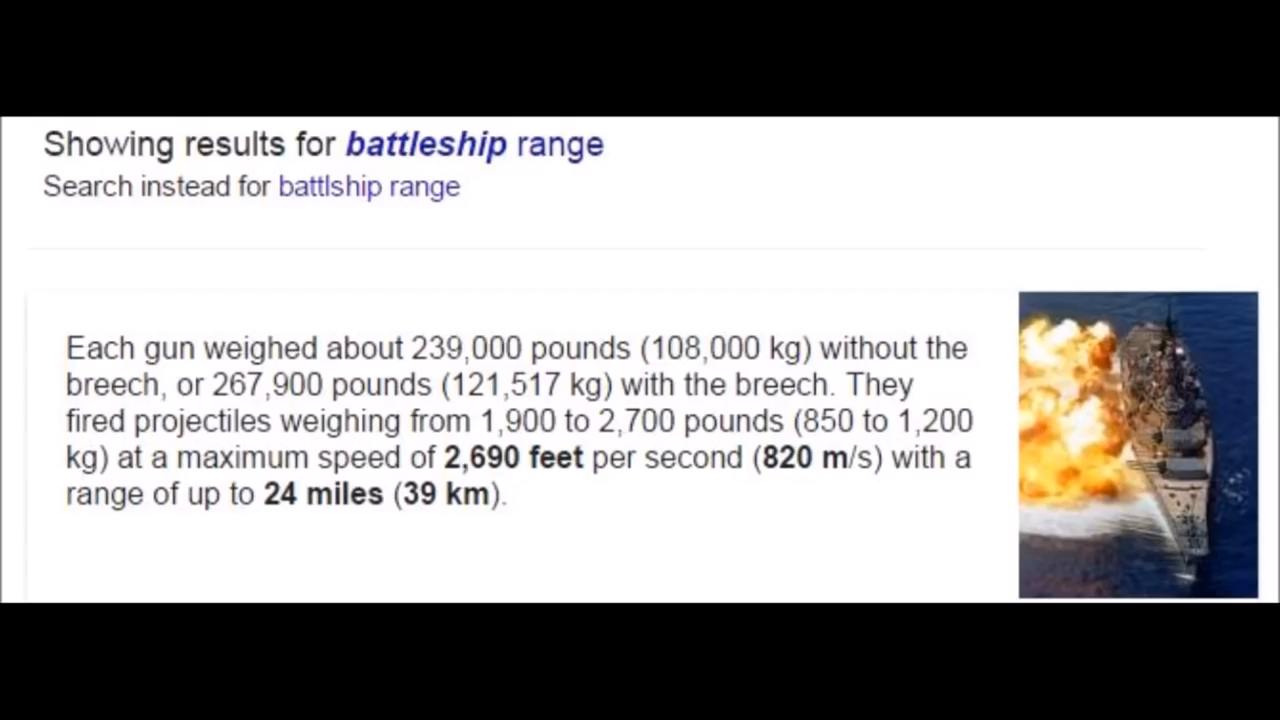 Showing results for battleship range
Search instead for battlship range
Each gun weighed about 239,000 pounds (108,000 kg) without the
breech, or 267,900 pounds (121,517 kg) with the breech. They
fired projectiles weighing from 1,900 to 2,700 pounds (850 to 1,200
kg) at a maximum speed of 2,690 feet per second (820 m/s) with a
range of up to 24 miles (39 km).